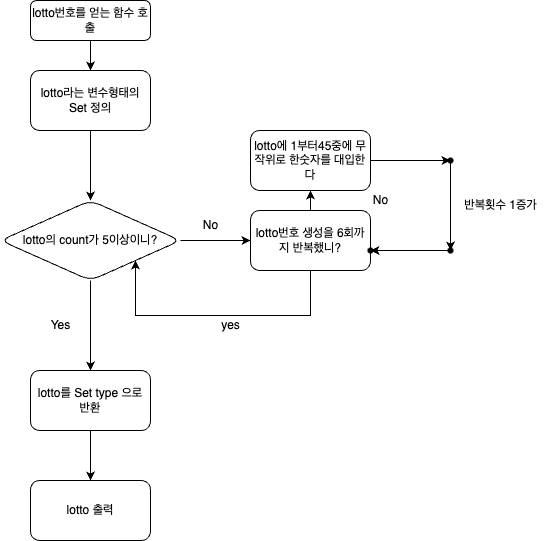 lotto번호를 얻는 함수 호
출
lotto라는 변수형태의
Set 정의
lotto에 1부터45중에 무
작위로 한숫자를 대입한
다
No
반복횟수 1증가
lotto의 count가 5이상이니?
No
lotto번호 생성을 6회까
지 반복했니?
Yes
yes
lotto를 Set type 으로
반환
lotto 출력